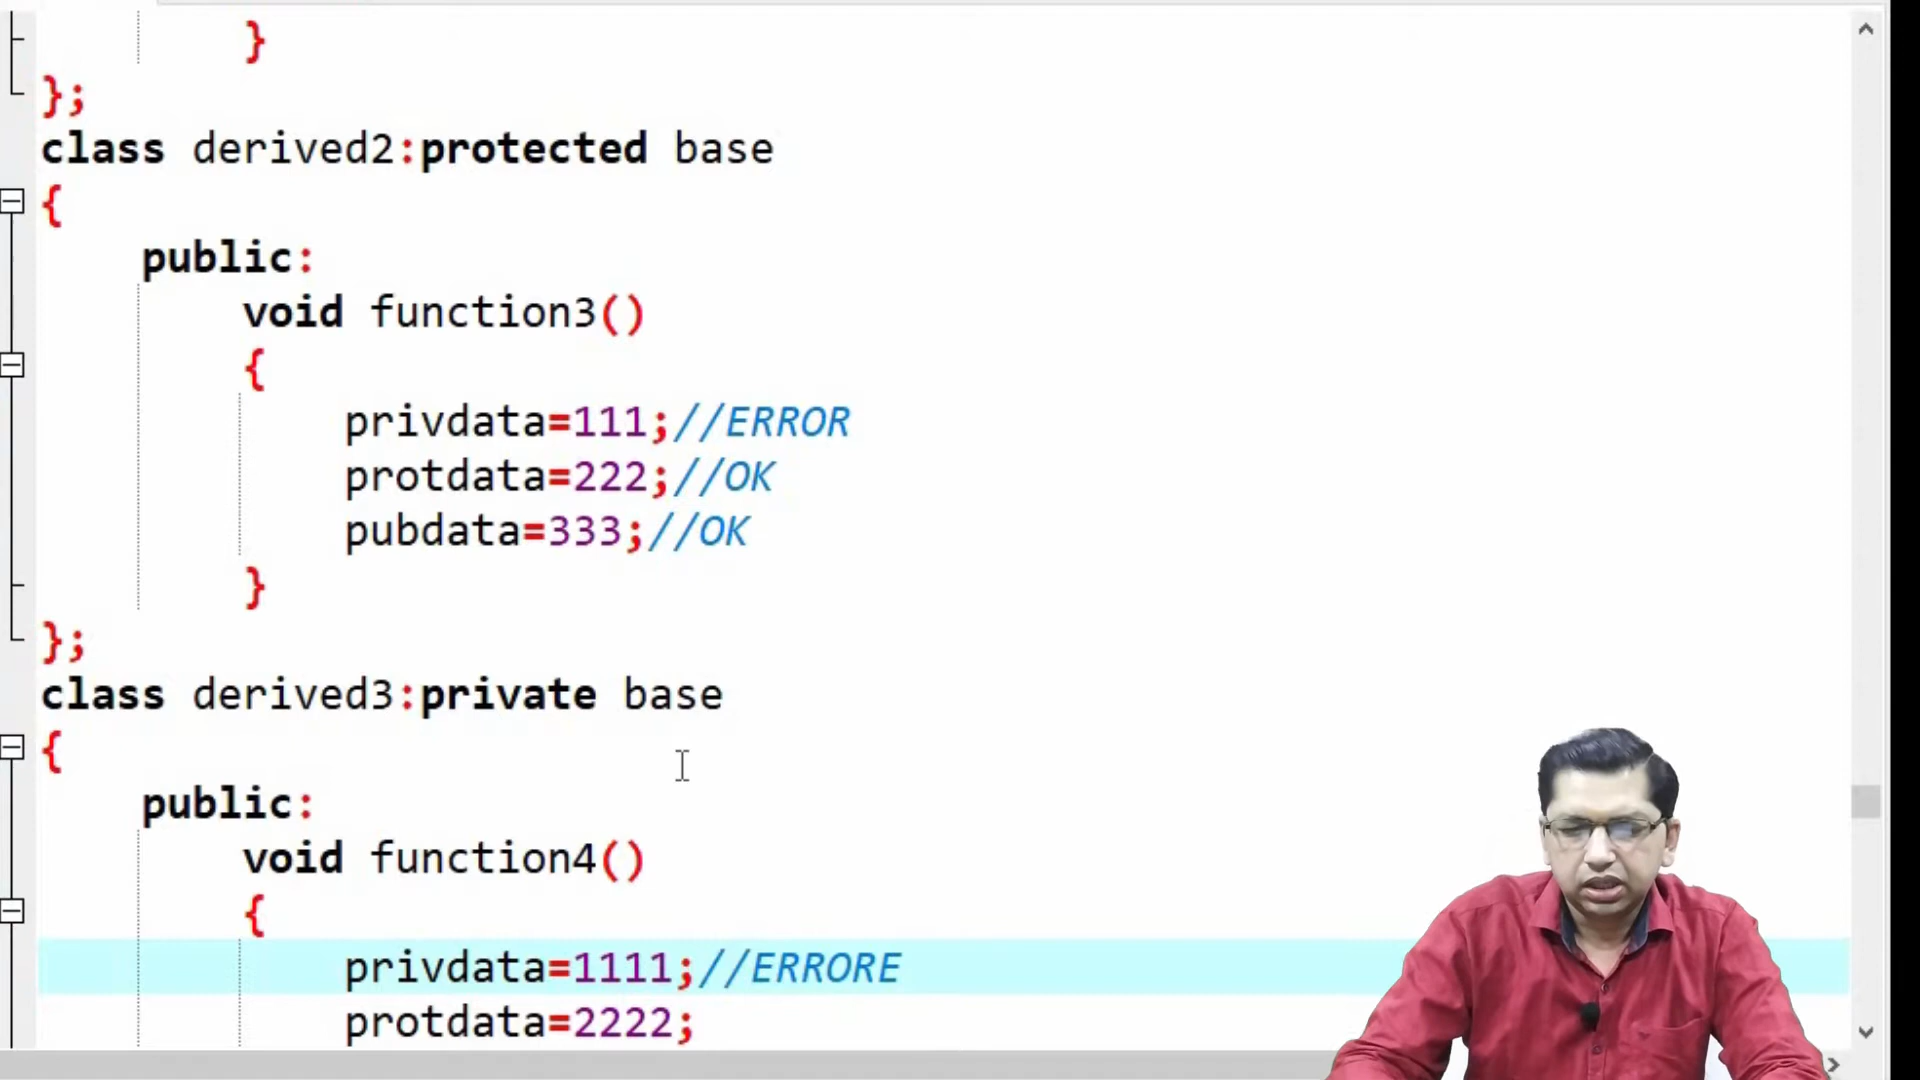 }
};
class derived2:protected base
{
public:
void function3()
{
privdata=111;//ERROR
protdata=222;//OK
pubdata=333;//OK
}
};
class derived3:private base
{
public:
void function4()
{
privdata=1111;//ERRORE
protdata=2222;